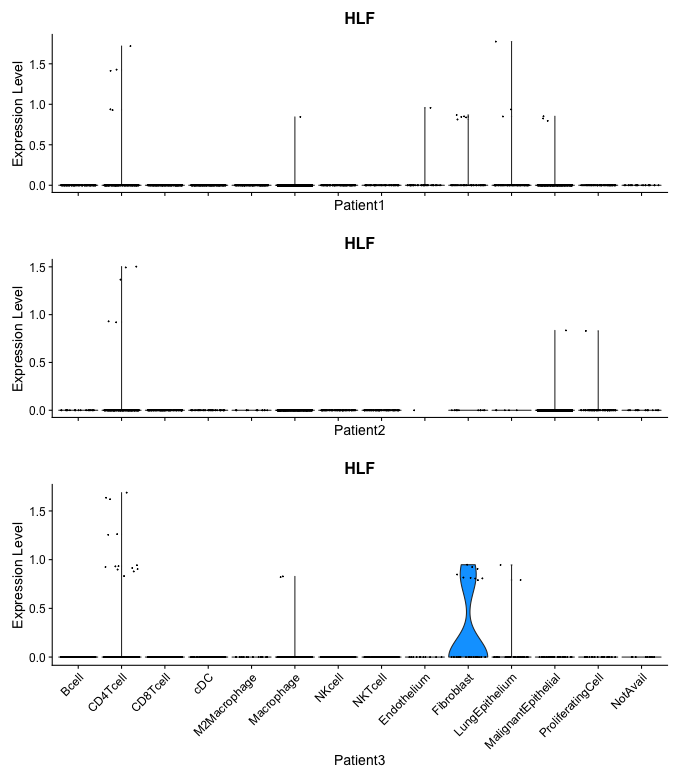 HLF
Expression Level
1.5
1.0
0.5
0.0
Patient1
HLF
Expression Level
1.5
1.0
0.5
0.0
Patient2
HLF
Expression Level
1.5
1.0
0.5
0.0
Bcell
CD4Tcell
CD8Tcell
cDC
M2Macrophage
Macrophage
NKcell
NKTcell
Endothelium
Fibroblast
LungEpithelium
MalignantEpithelial
ProliferatingCell
NotAvail
Patient3